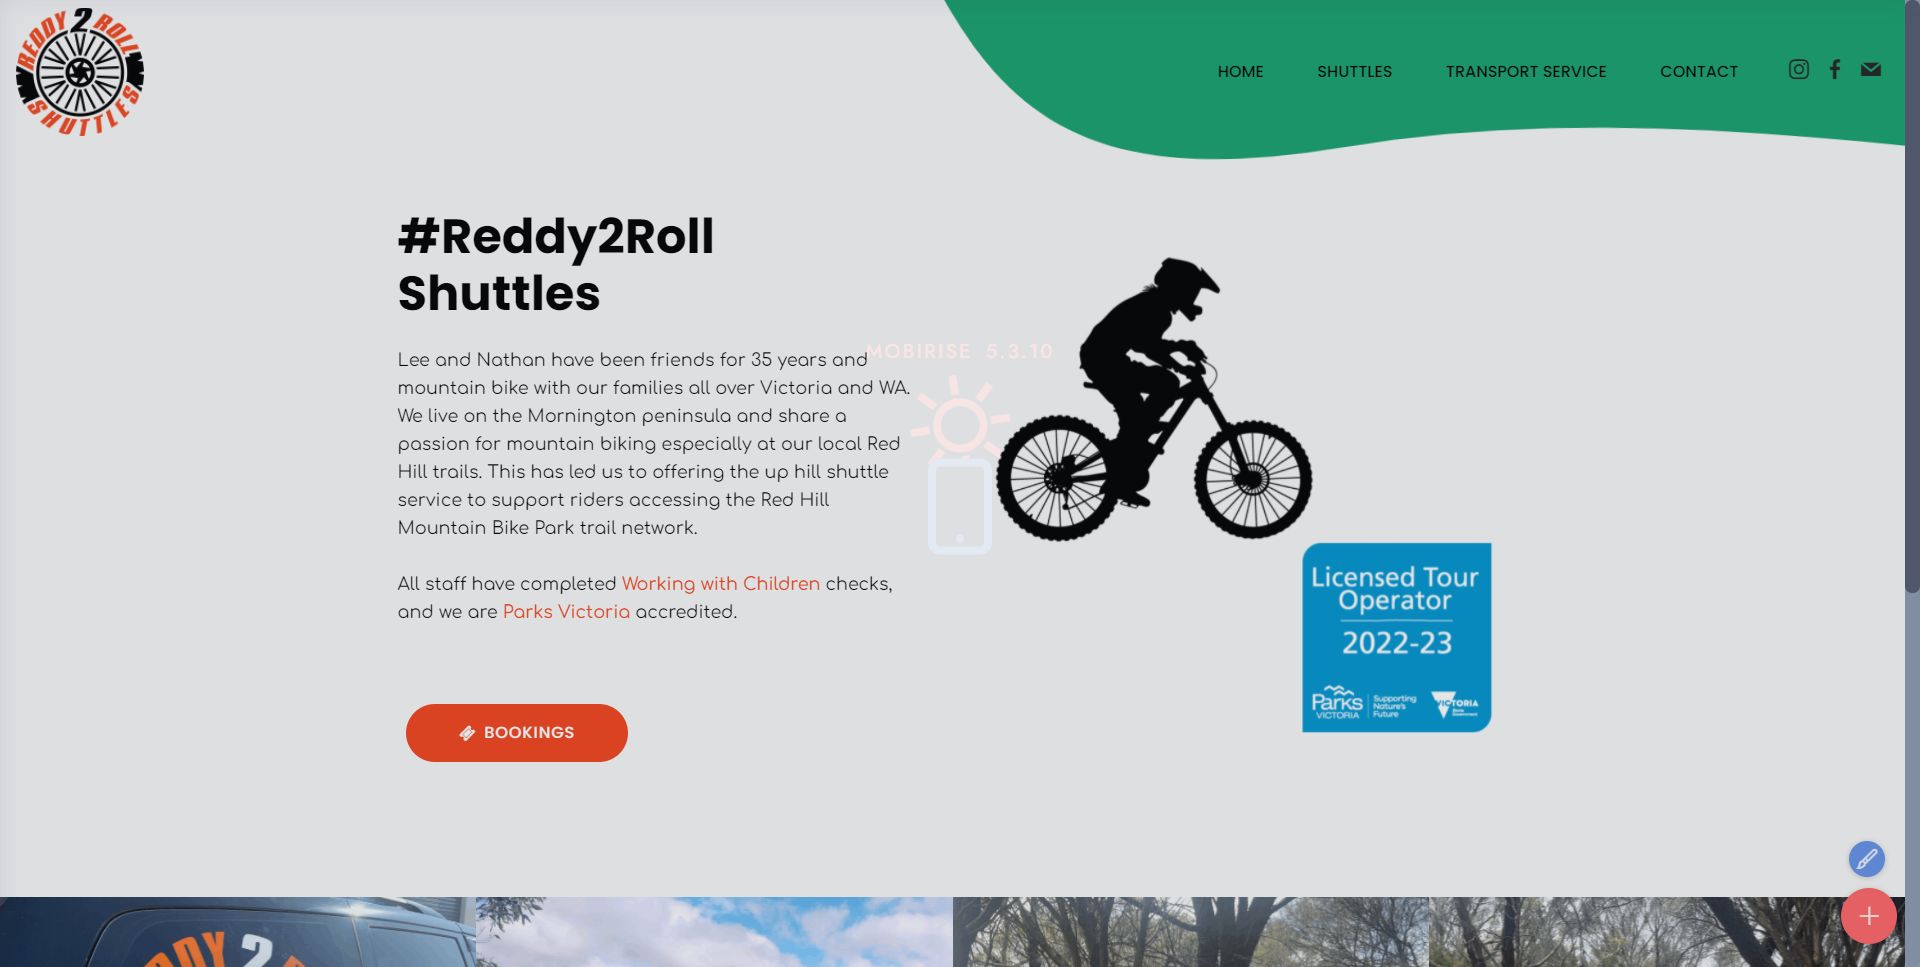 REDDY 2 ROLL
SHUTTLES
HOME SHUTTLES TRANSPORT SERVICE CONTACT
#Reddy2Roll
Shuttles
MOBIRISE 5.3.10
Lee and Nathan have been friends for 35 years and
mountain bike with our families all over Victoria and WA.
We live on the Mornington peninsula and share a
passion for mountain biking especially at our local Red
Hill trails. This has led us to offering the up hill shuttle
service to support riders accessing the Red Hill
Mountain Bike Park trail network.
All staff have completed Working with Children checks,
and we are Parks Victoria accredited.
Licensed Tour
Operator
2022-23
Parks
VICTORIA
Supporting
Nature's
Future
VICTORIA
State
Government
BOOKINGS
REDDY 2 RO